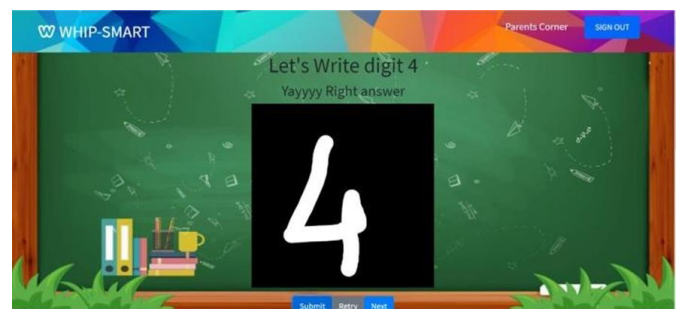 WHIP-SMART
Parents Corner SIGN OUT
Let's Write digit 4
Yayyyy Right answer
4
Submit Retry Next